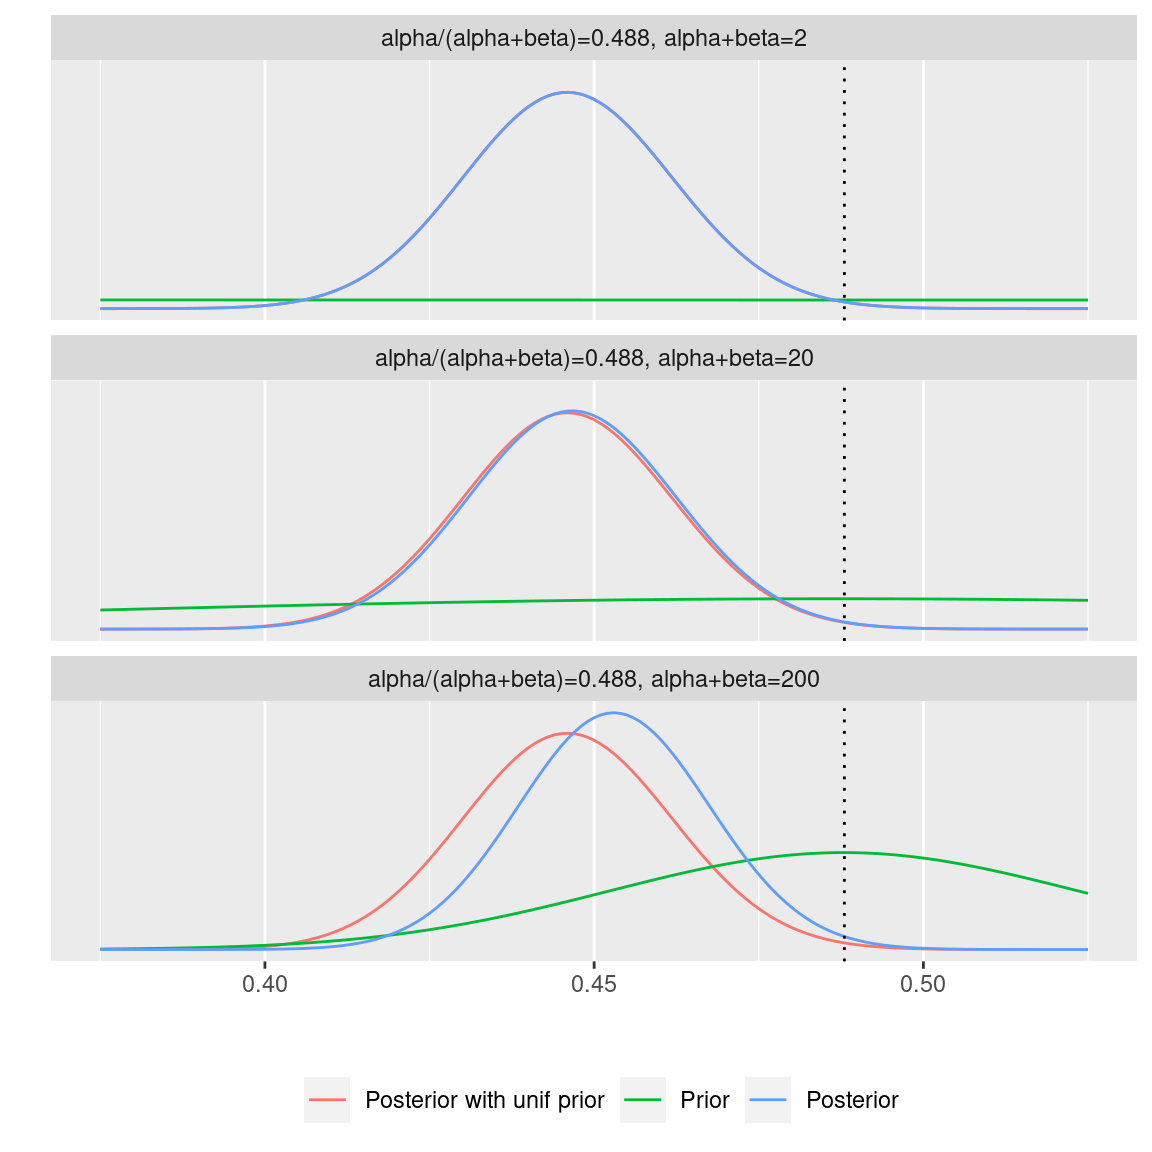 alpha/(alpha+beta)=0.488, alpha+beta=2
alpha/(alpha+beta)=0.488, alpha+beta=20
alpha/(alpha+beta)=0.488, alpha+beta=200
0.40 0.45 0.50
Posterior with unif prior Prior Posterior